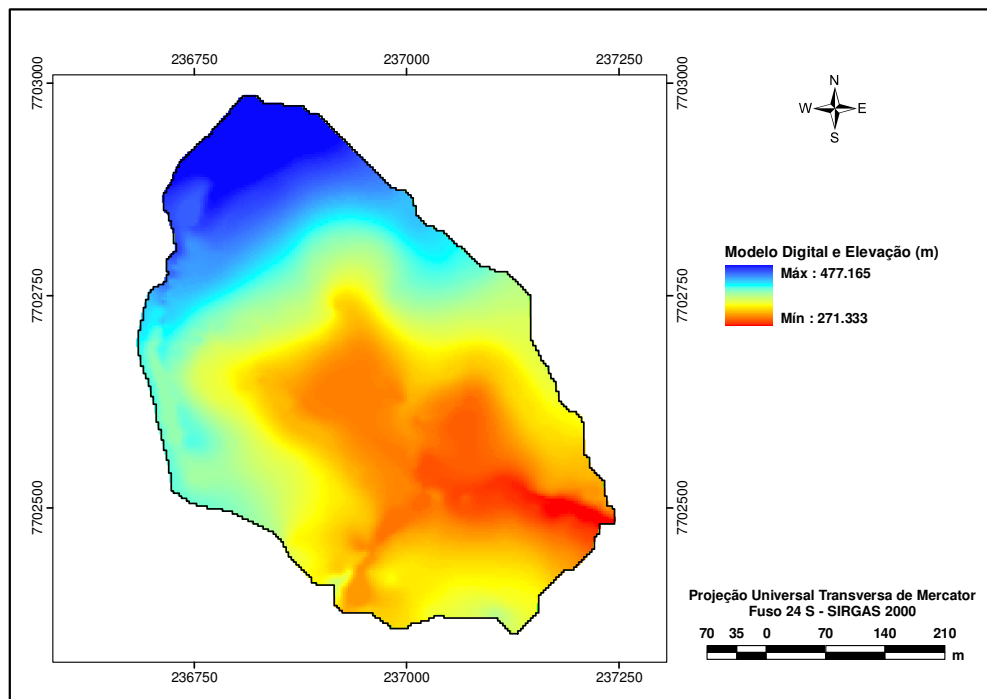 236750 237000 237250
7703000 7703000
N
W E
S
Modelo Digital e Elevação (m)
Máx : 477.165
Mín : 271.333
7702750 7702750
7702500 7702500
Projeção Universal Transversa de Mercator
Fuso 24 S - SIRGAS 2000
70 35 0 70 140 210
m
236750 237000 237250